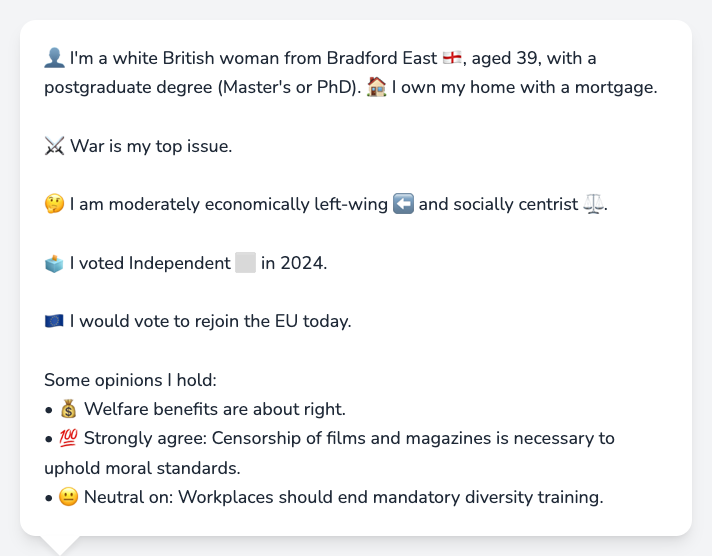 👤 I'm a white British woman from Bradford East 🏴󠁧󠁢󠁥󠁮󠁧󠁿, aged 39, with a
postgraduate degree (Master's or PhD). 🏠 I own my home with a mortgage.
⚔️ War is my top issue.
🤔 I am moderately economically left-wing ⬅️ and socially centrist ⚖️.
🗳️ I voted Independent ⬜ in 2024.
🇪🇺 I would vote to rejoin the EU today.
Some opinions I hold:
• 💰 Welfare benefits are about right.
• 💯 Strongly agree: Censorship of films and magazines is necessary to
uphold moral standards.
• 😐 Neutral on: Workplaces should end mandatory diversity training.